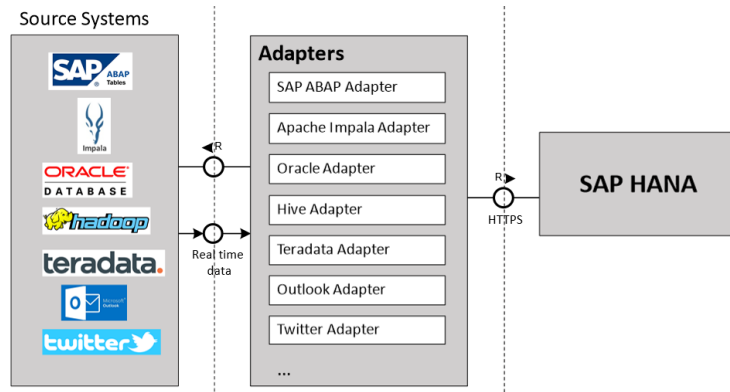 Source Systems
SAP
ABAP
Tables
Impala
ORACLE
DATABASE
hadoop
teradata.
Microsoft
Outlook
twitter
R
Real time
data
Adapters
SAP ABAP Adapter
Apache Impala Adapter
Oracle Adapter
Hive Adapter
Teradata Adapter
Outlook Adapter
Twitter Adapter
...
R
HTTPS
SAP HANA